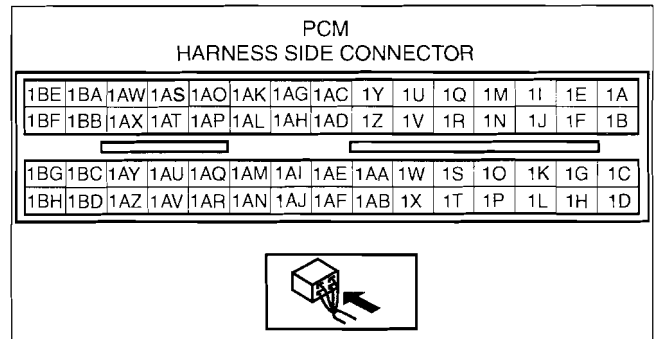 PCM
HARNESS SIDE CONNECTOR
1BE 1BA 1AW 1AS 1AO 1AK 1AG 1AC 1Y 1U 1Q 1M 1I 1E 1A
1BF 1BB 1AX 1AT 1AP 1AL 1AH 1AD 1Z 1V 1R 1N 1J 1F 1B
1BG 1BC 1AY 1AU 1AQ 1AM 1AI 1AE 1AA 1W 1S 1O 1K 1G 1C
1BH 1BD 1AZ 1AV 1AR 1AN 1AJ 1AF 1AB 1X 1T 1P 1L 1H 1D